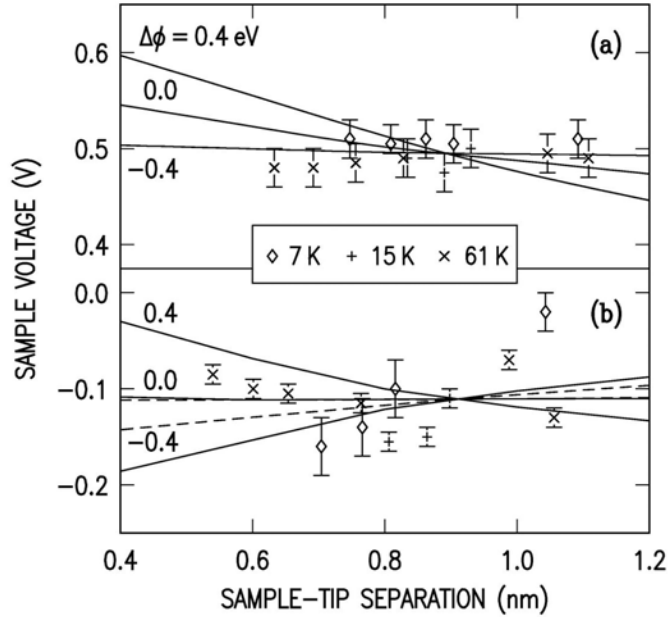 Δϕ = 0.4 eV
(a)
0.6
0.0
0.5
−0.4
0.4
◇ 7 K + 15 K × 61 K
SAMPLE VOLTAGE (V)
0.0
(b)
0.4
0.0
−0.1
−0.4
−0.2
0.4 0.6 0.8 1.0 1.2
SAMPLE−TIP SEPARATION (nm)